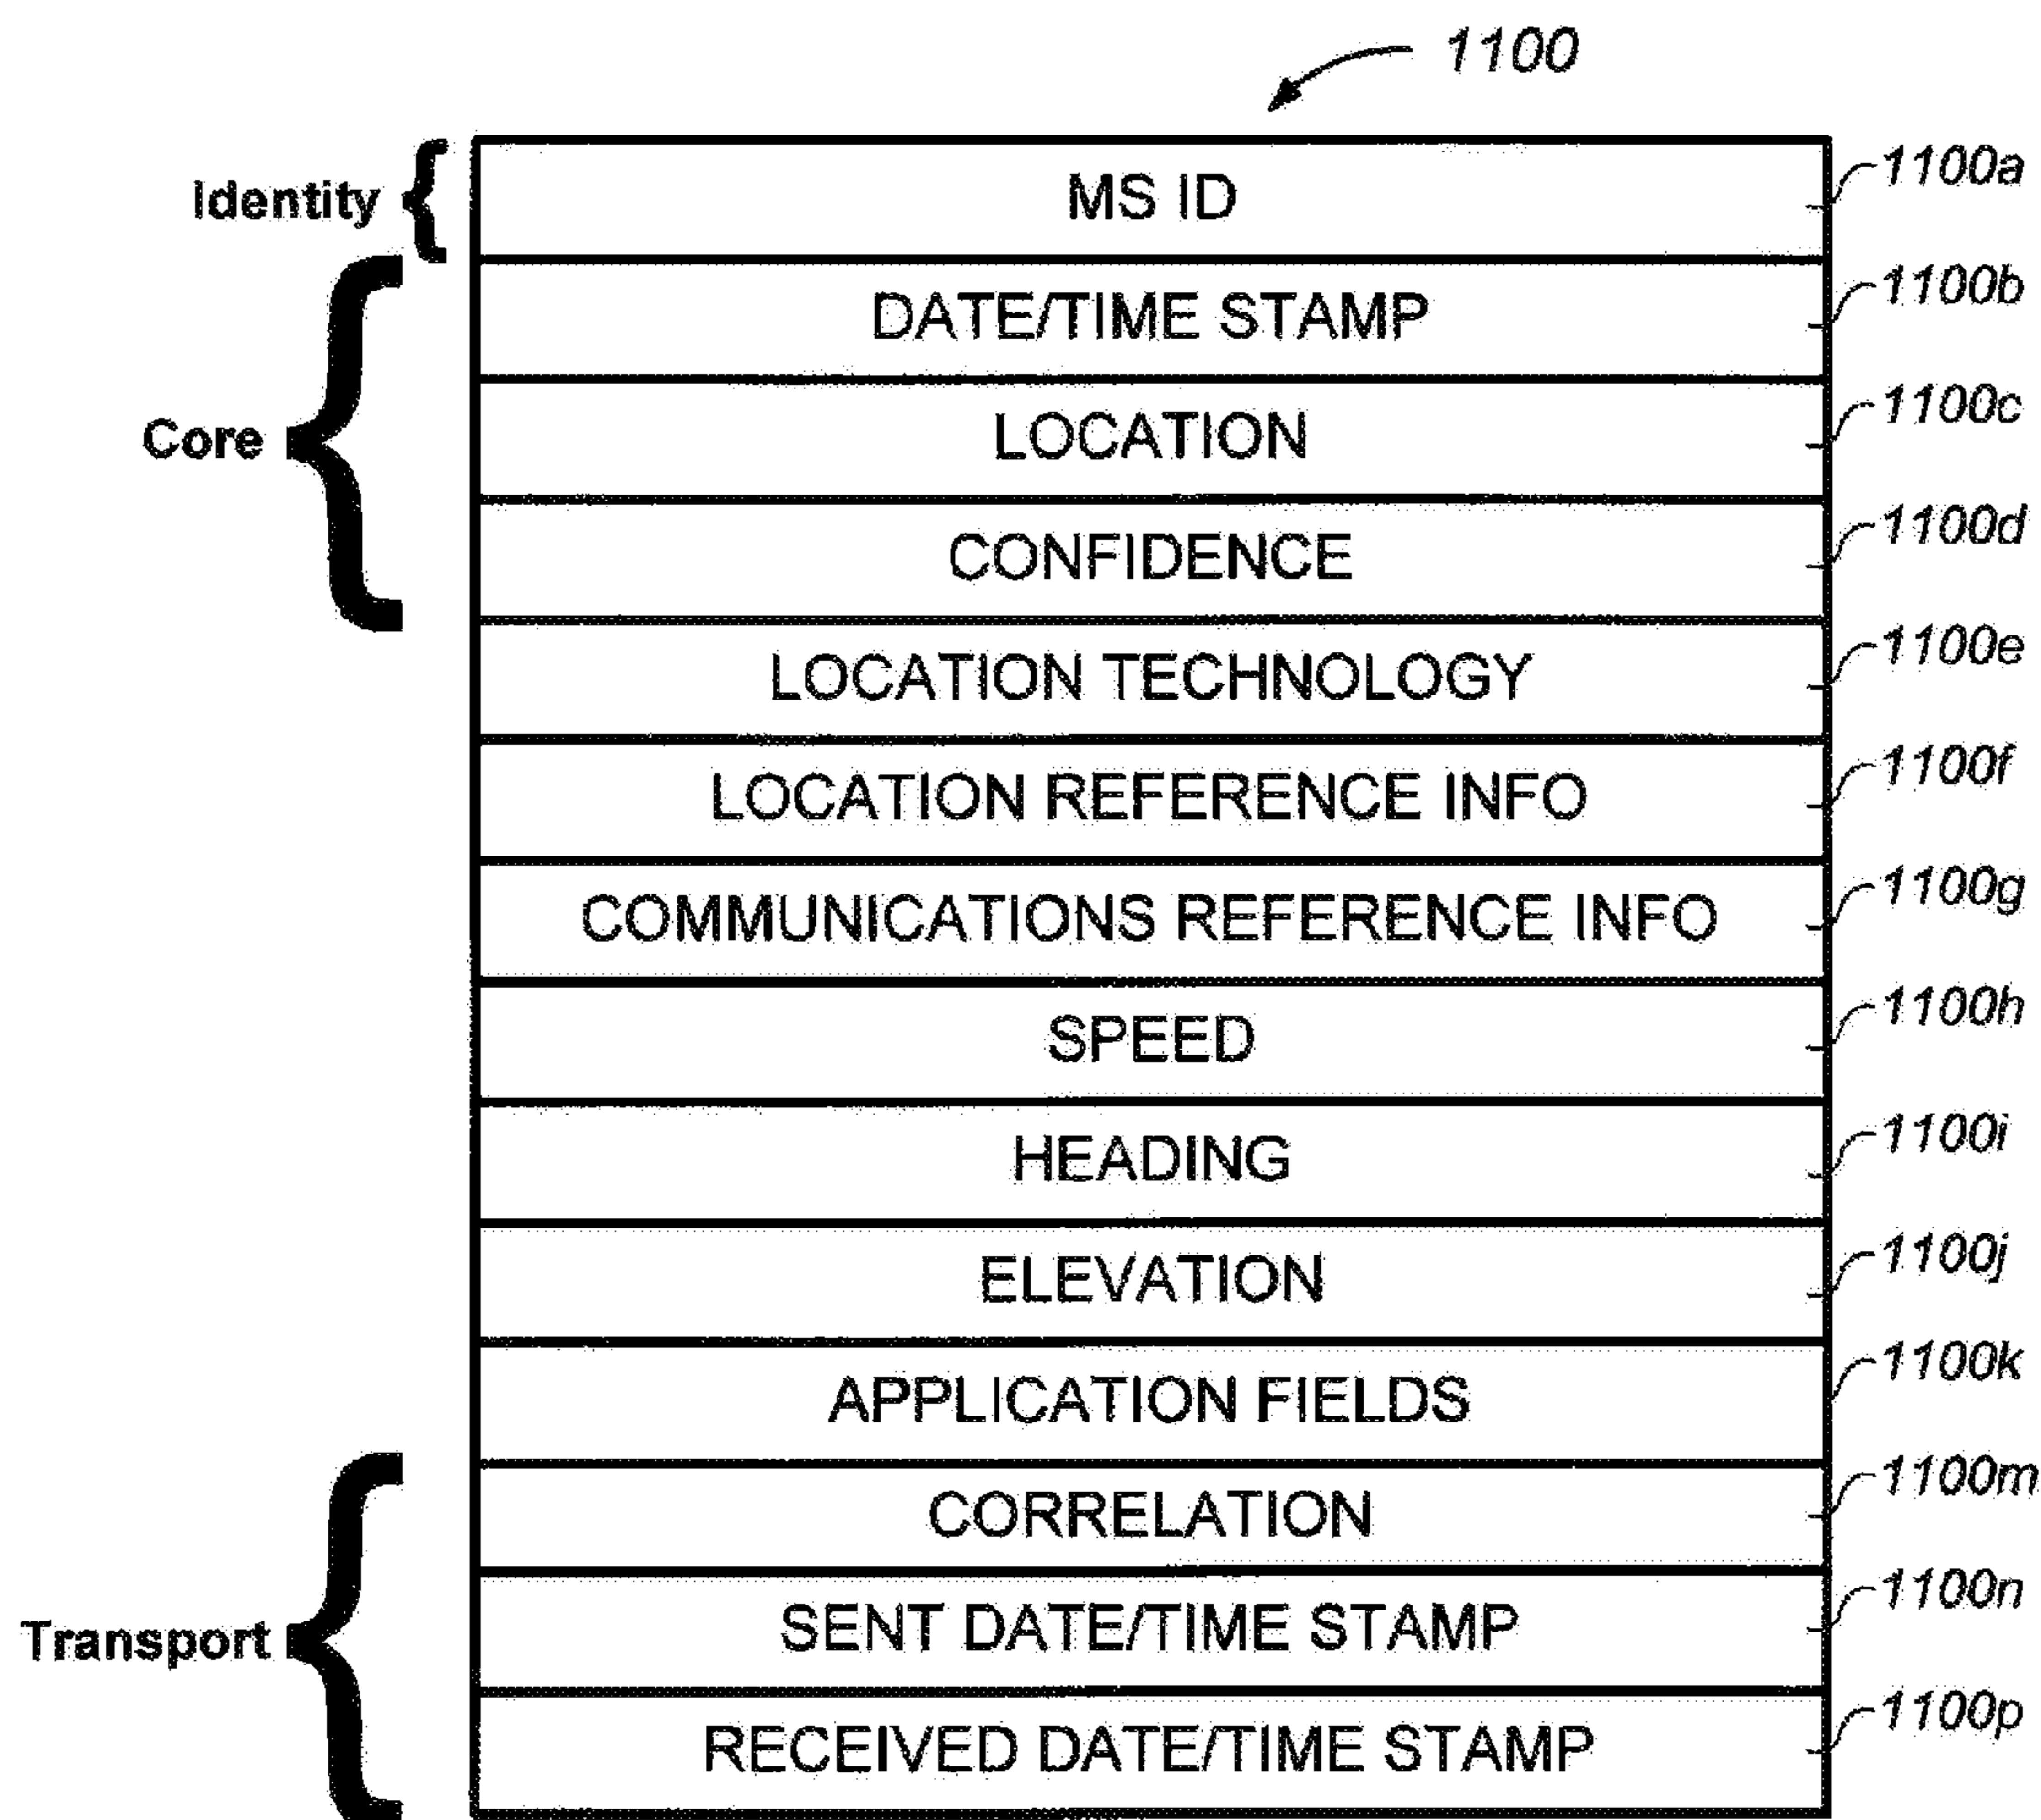 1100
Identity
MS ID
1100a
DATE/TIME STAMP
1100b
Core
LOCATION
1100c
CONFIDENCE
1100d
LOCATION TECHNOLOGY
1100e
LOCATION REFERENCE INFO
1100f
COMMUNICATIONS REFERENCE INFO
1100g
SPEED
1100h
HEADING
1100i
ELEVATION
1100j
APPLICATION FIELDS
1100k
CORRELATION
1100m
SENT DATE/TIME STAMP
1100n
Transport
RECEIVED DATE/TIME STAMP
1100p